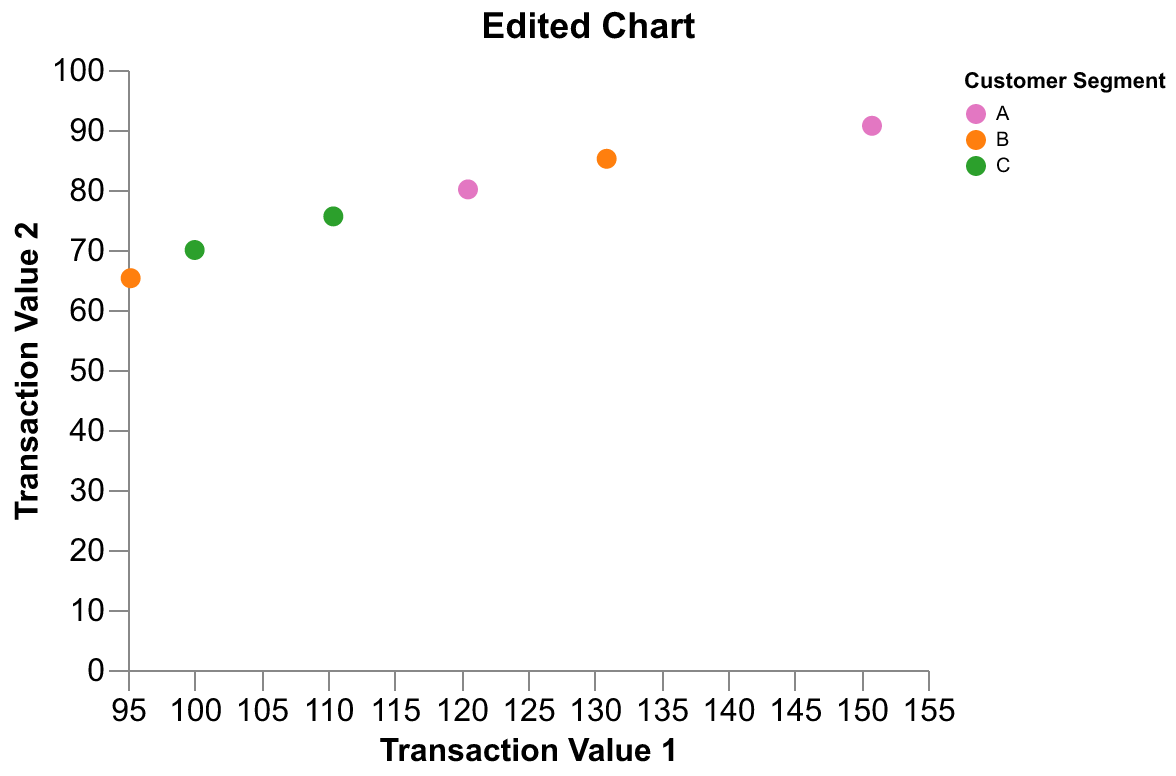 Edited Chart
Customer Segment
A
B
C
Transaction Value 2
100
90
80
70
60
50
40
30
20
10
0
95 100 105 110 115 120 125 130 135 140 145 150 155
Transaction Value 1